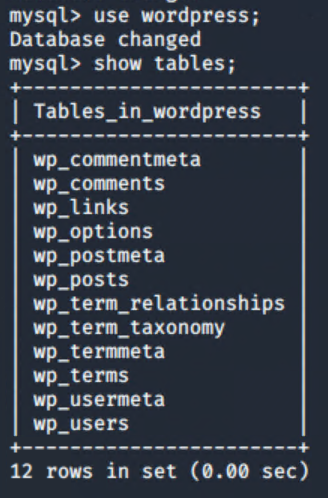 mysql> use wordpress;
Database changed
mysql> show tables;
+------------------------+
| Tables_in_wordpress |
+------------------------+
| wp_commentmeta |
| wp_comments |
| wp_links |
| wp_options |
| wp_postmeta |
| wp_posts |
| wp_term_relationships |
| wp_term_taxonomy |
| wp_termmeta |
| wp_terms |
| wp_usermeta |
| wp_users |
+------------------------+
12 rows in set (0.00 sec)